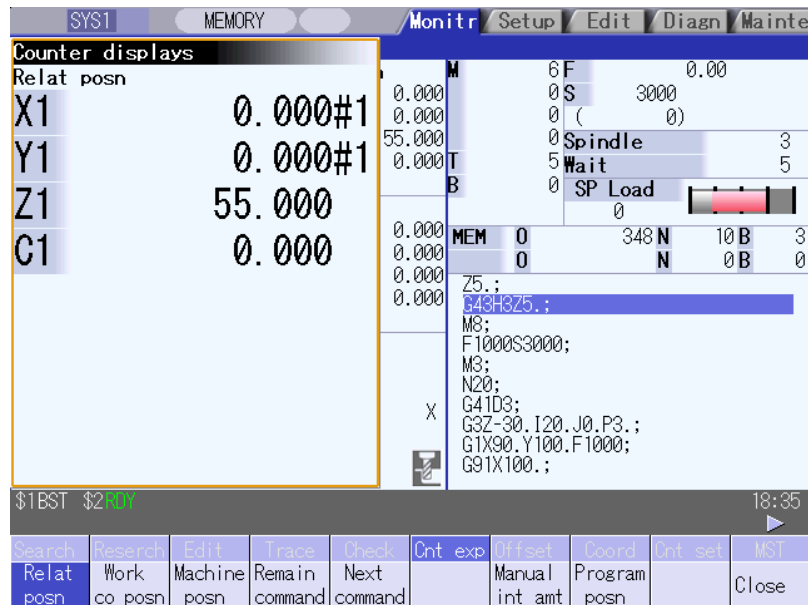 SYS1 MEMORY Monitr Setup Edit Diagn Mainte
Counter displays
Relat posn
X1 0.000#1
Y1 0.000#1
Z1 55.000
C1 0.000
0.000
0.000
55.000
0.000
0.000
0.000
0.000
0.000
X
M 6
0
0
0
T 5
B 0
F 0.00
S 3000
( 0)
Spindle 3
Wait 5
SP Load
0
MEM O 348 N 10 B 3
O N 0 B 0
Z5.;
G43H3Z5.;
M8;
F1000S3000;
M3;
N20;
G41D3;
G3Z-30.I20.J0.P3.;
G1X90.Y100.F1000;
G91X100.;
$1BST $2RDY 18:35
Search Reserch Edit Trace Check Cnt exp Offset Coord Cnt set MST
Relat Work Machine Remain Next Manual Program Close
posn co posn posn command command int amt posn